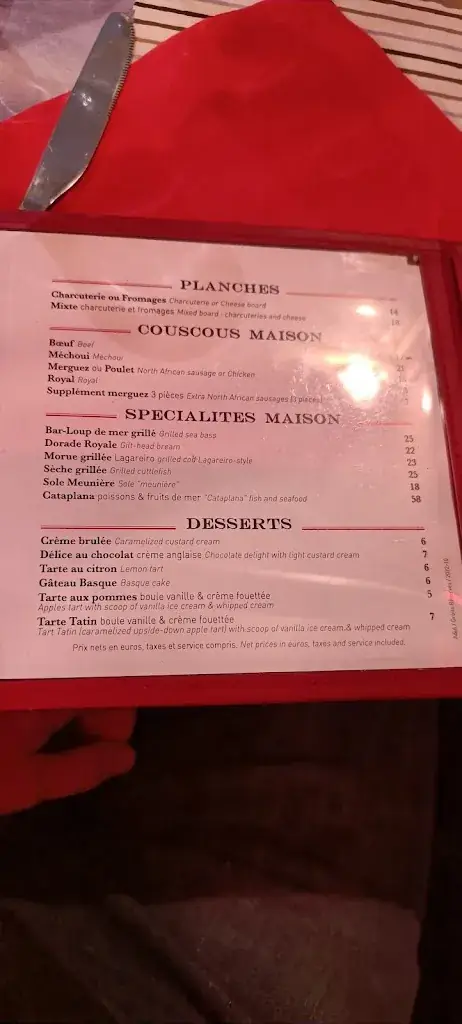 PLANCHES
Charcuterie ou Fromages Charcuterie or Cheese board 14
Mixte charcuterie et fromages Mixed board : charcuteries and cheese 18
COUSCOUS MAISON
Bœuf Beef
Méchoui Mechoui
Merguez ou Poulet North African sausage or Chicken 21
Royal Royal
Supplément merguez 3 pièces Extra North African sausages (3 pieces)
SPECIALITES MAISON
Bar-Loup de mer grillé Grilled sea bass 25
Dorade Royale Gilt-head bream 22
Morue grillée Lagareiro grilled cod Lagareiro-style 23
Sèche grillée Grilled cuttlefish 25
Sole Meunière Sole "meunière" 18
Cataplana poissons & fruits de mer "Cataplana" fish and seafood 58
DESSERTS
Crème brulée Caramelized custard cream 6
Délice au chocolat crème anglaise Chocolate delight with light custard cream 7
Tarte au citron Lemon tart 6
Gâteau Basque Basque cake 6
Tarte aux pommes boule vanille & crème fouettée 5
Apples tart with scoop of vanilla ice cream & whipped cream
Tarte Tatin boule vanille & crème fouettée 7
Tart Tatin (caramelized upside-down apple tart) with scoop of vanilla ice cream & whipped cream
Prix nets en euros, taxes et service compris. Net prices in euros, taxes and service included.